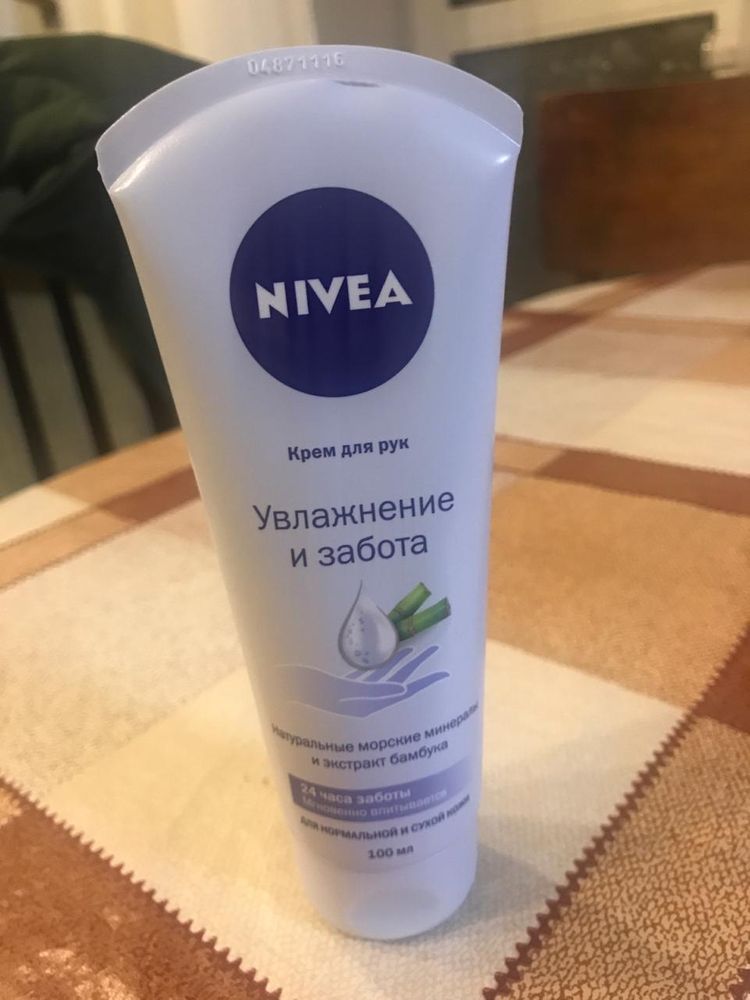 04871116
NIVEA
Крем для рук
Увлажнение
и забота
Натуральные морские минералы
и экстракт бамбука
24 часа заботы
Мгновенно впитывается
ДЛЯ НОРМАЛЬНОЙ И СУХОЙ КОЖИ
100 мл